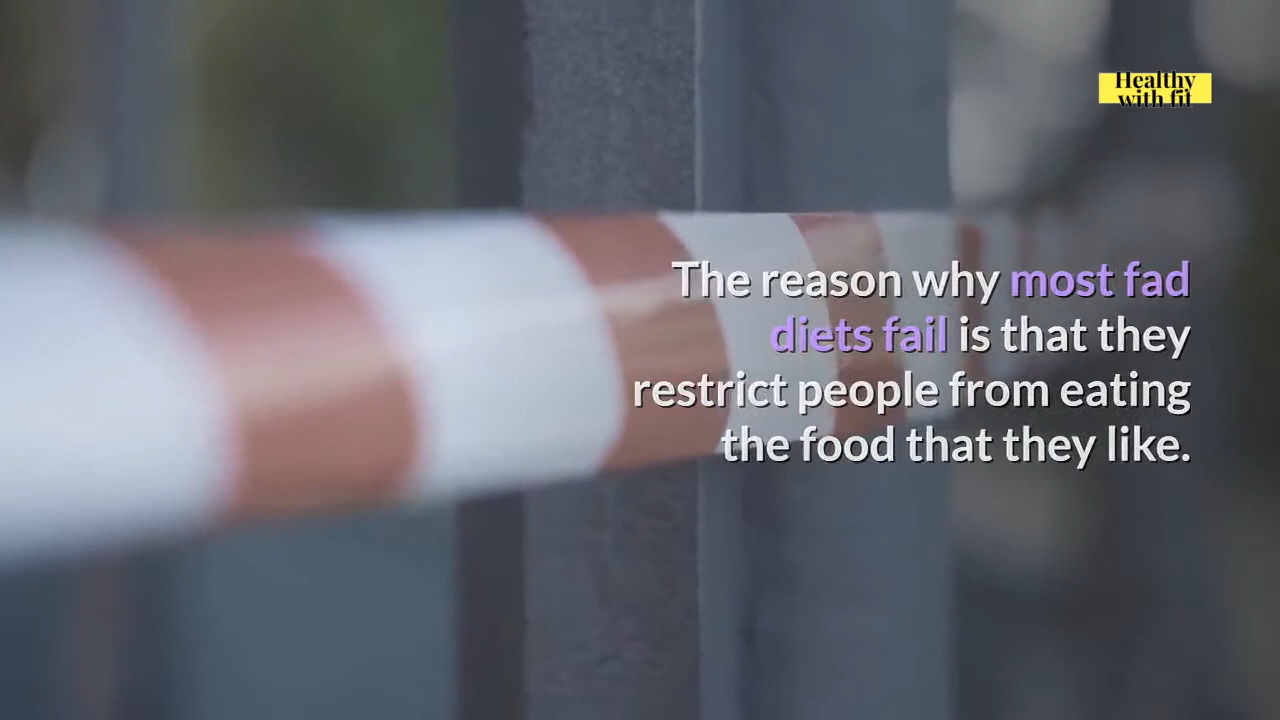 Healthy
with fit
The reason why most fad
diets fail is that they
restrict people from eating
the food that they like.